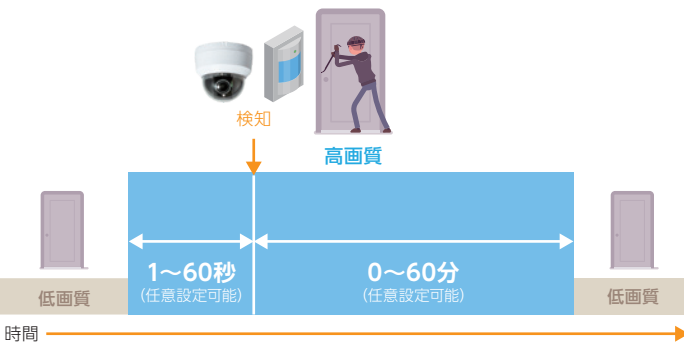 検知
高画質
1～60秒
(任意設定可能)
0～60分
(任意設定可能)
低画質
低画質
時間